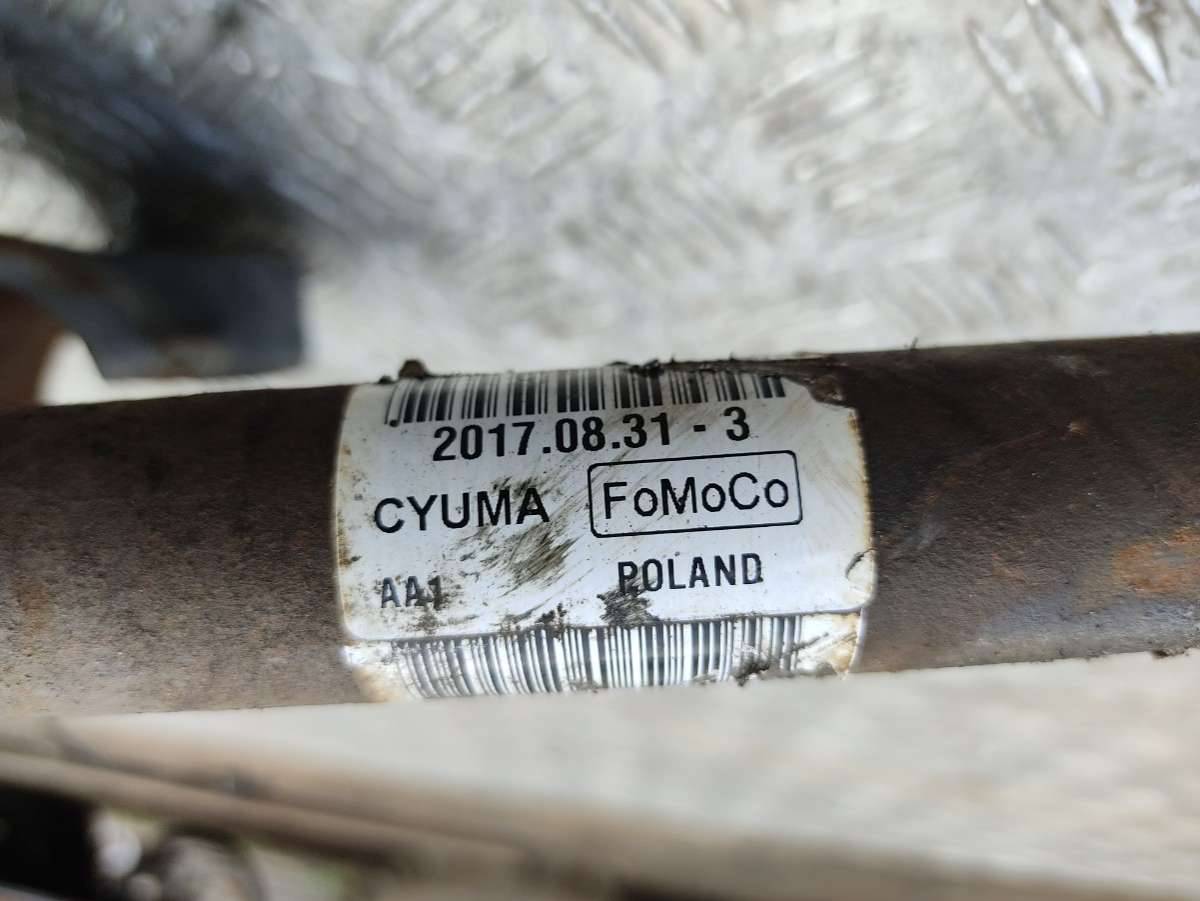 2017.08.31 - 3
CYUMA FoMoCo
AA1 POLAND